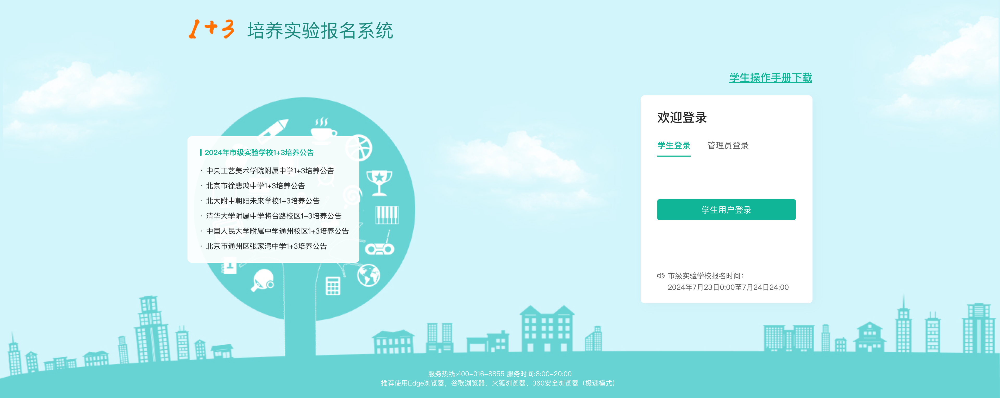 1+3 培养实验报名系统
学生操作手册下载
2024年市级实验学校1+3培养公告
· 中央工艺美术学院附属中学1+3培养公告
· 北京市徐悲鸿中学1+3培养公告
· 北大附中朝阳未来学校1+3培养公告
· 清华大学附属中学将台路校区1+3培养公告
· 中国人民大学附属中学通州校区1+3培养公告
· 北京市通州区张家湾中学1+3培养公告
欢迎登录
学生登录 管理员登录
学生用户登录
市级实验学校报名时间：
2024年7月23日0:00至7月24日24:00
服务热线:400-016-8855 服务时间:8:00-20:00
推荐使用Edge浏览器，谷歌浏览器、火狐浏览器、360安全浏览器（极速模式）